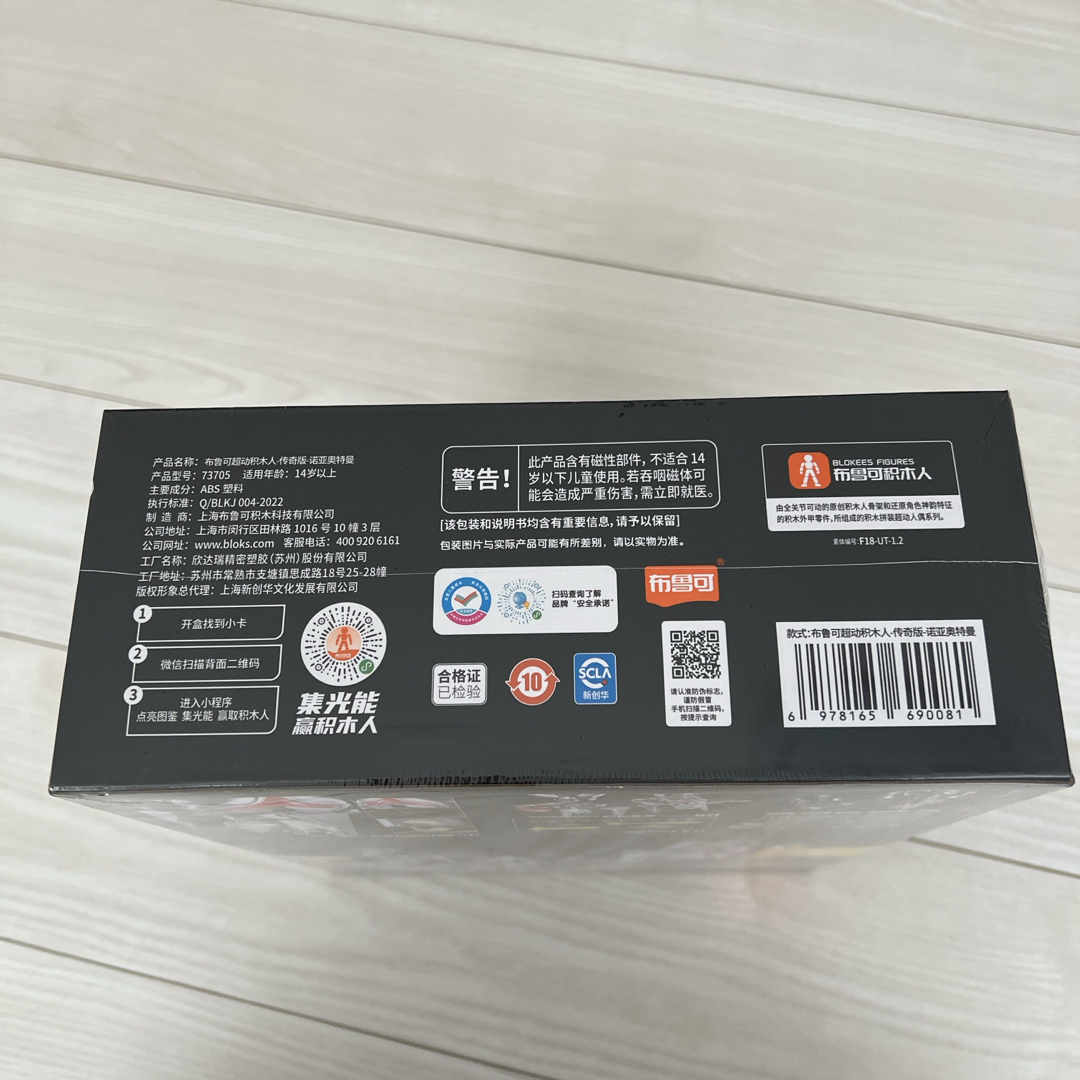 产品名称：布鲁可超动积木人-传奇版-诺亚奥特曼
产品型号：73705 适用年龄：14岁以上
主要成分：ABS 塑料
执行标准：Q/BLKJ 004-2022
制 造 商：上海布鲁可积木科技有限公司
公司地址：上海市闵行区田林路 1016 号 10 幢 3 层
公司网址：www.bloks.com 客服电话：400 920 6161
工厂名称：欣达瑞精密塑胶（苏州）股份有限公司
工厂地址：苏州市常熟市支塘镇思成路18号25-28幢
版权形象总代理：上海新创华文化发展有限公司
1
开盒找到小卡
2
微信扫描背面二维码
3
进入小程序
点亮图鉴 集光能 赢取积木人
布鲁可
集光能
赢积木人
警告！
此产品含有磁性部件，不适合 14
岁以下儿童使用。若吞咽磁体可
能会造成严重伤害，需立即就医。
[该包装和说明书均含有重要信息，请予以保留]
包装图片与实际产品可能有所差别，请以实物为准。
扫码查询了解
品牌“安全承诺”
合格证
已检验
10
SCLA
新创华
布鲁可®
请认准防伪标志，
谨防假冒
手机扫描二维码，
按提示查询
BLOKEES FIGURES
布鲁可积木人
由全关节可动的原创积木人骨架和还原角色神韵特征
的积木外甲零件，所组成的积木拼装超动人偶系列。
素体编号：F18-UT-1.2
款式：布鲁可超动积木人-传奇版-诺亚奥特曼
6 978165 690081